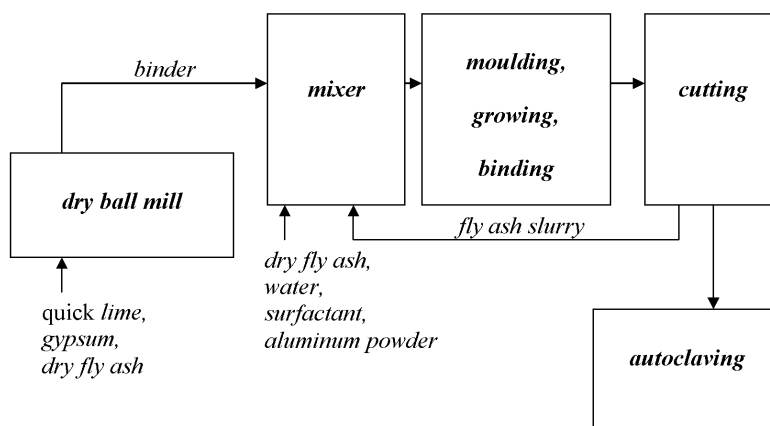 binder
mixer
moulding,
growing,
binding
cutting
dry ball mill
fly ash slurry
quick lime,
gypsum,
dry fly ash
dry fly ash,
water,
surfactant,
aluminum powder
autoclaving